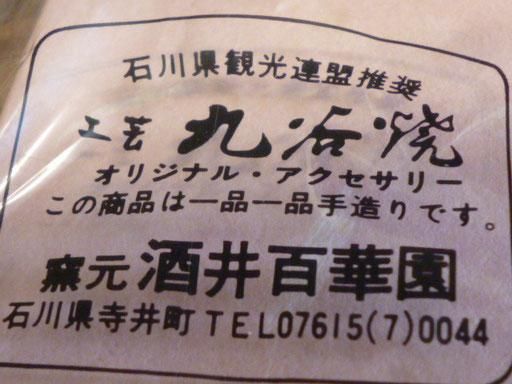 石川県観光連盟推奨
工芸 九谷焼
オリジナル・アクセサリー
この商品は一品一品手造りです。
窯元 酒井百華園
石川県寺井町 TEL07615(7)0044